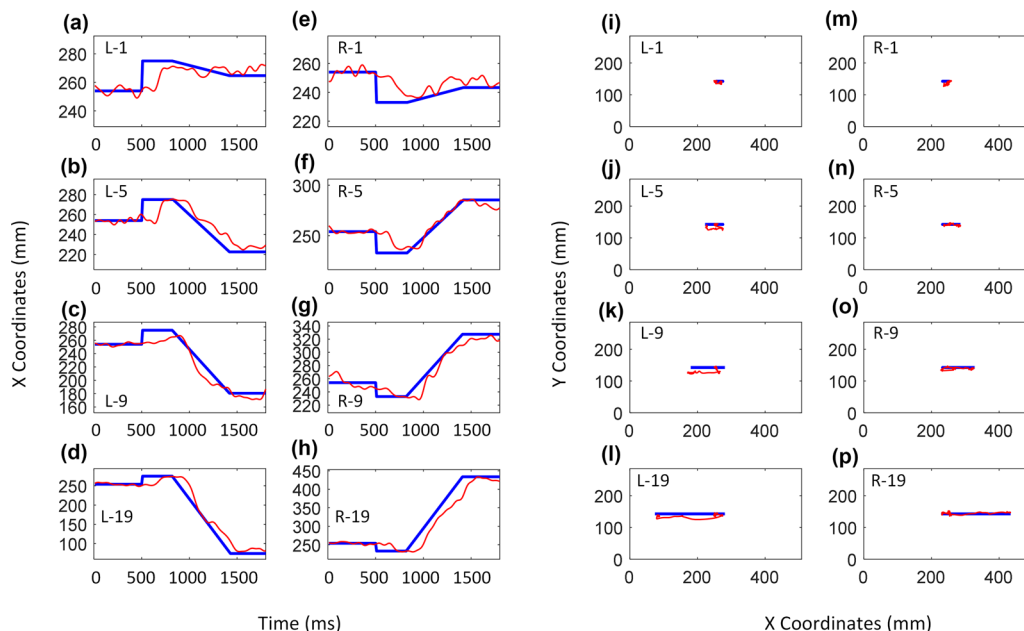 (a)
L-1
280
260
240
0 500 1000 1500
(b)
L-5
280
260
240
220
0 500 1000 1500
(c)
L-9
280
260
240
220
200
180
160
0 500 1000 1500
(d)
L-19
250
200
150
100
0 500 1000 1500
X Coordinates (mm)
(e)
R-1
260
240
220
0 500 1000 1500
(f)
R-5
300
250
0 500 1000 1500
(g)
R-9
340
320
300
280
260
240
220
0 500 1000 1500
(h)
R-19
450
400
350
300
250
0 500 1000 1500
Time (ms)
(i)
L-1
200
100
0
0 200 400
(j)
L-5
200
100
0
0 200 400
(k)
L-9
200
100
0
0 200 400
(l)
L-19
200
100
0
0 200 400
Y Coordinates (mm)
(m)
R-1
200
100
0
0 200 400
(n)
R-5
200
100
0
0 200 400
(o)
R-9
200
100
0
0 200 400
(p)
R-19
200
100
0
0 200 400
X Coordinates (mm)